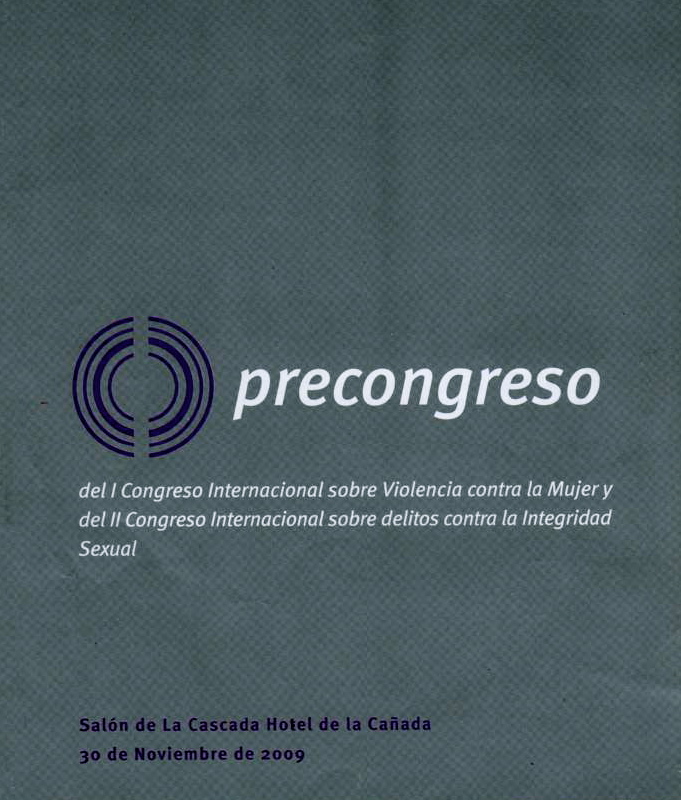 precongreso
del I Congreso Internacional sobre Violencia contra la Mujer y
del II Congreso Internacional sobre delitos contra la Integridad
Sexual
Salón de La Cascada Hotel de la Cañada
30 de Noviembre de 2009